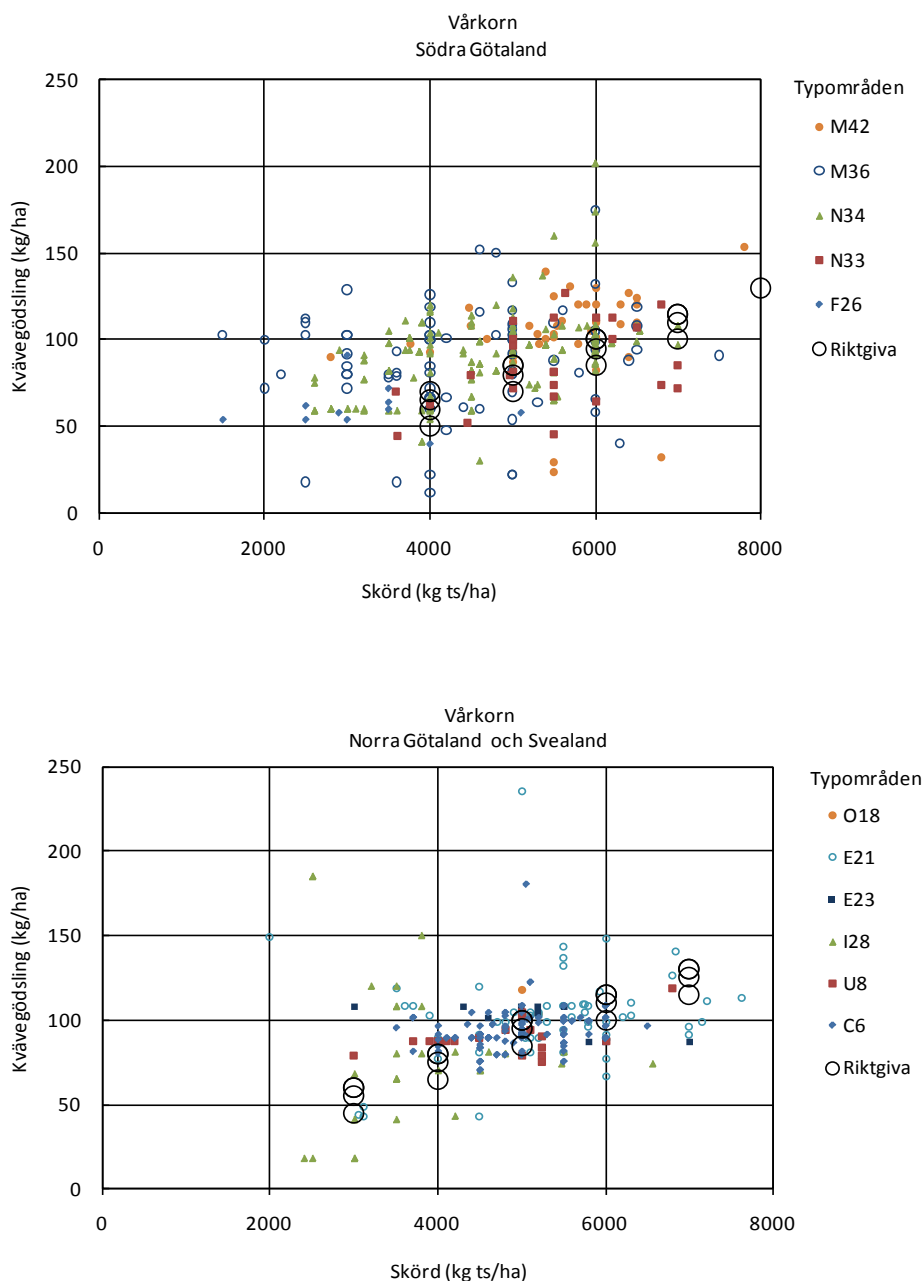 Vårkorn
Södra Götaland
250
200
150
100
50
0
Kvävegödsling (kg/ha)
0
2000
4000
6000
8000
Skörd (kg ts/ha)
Typområden
M42
M36
N34
N33
F26
Riktgiva
Vårkorn
Norra Götaland och Svealand
250
200
150
100
50
0
Kvävegödsling (kg/ha)
0
2000
4000
6000
8000
Skörd (kg ts/ha)
Typområden
O18
E21
E23
I28
U8
C6
Riktgiva